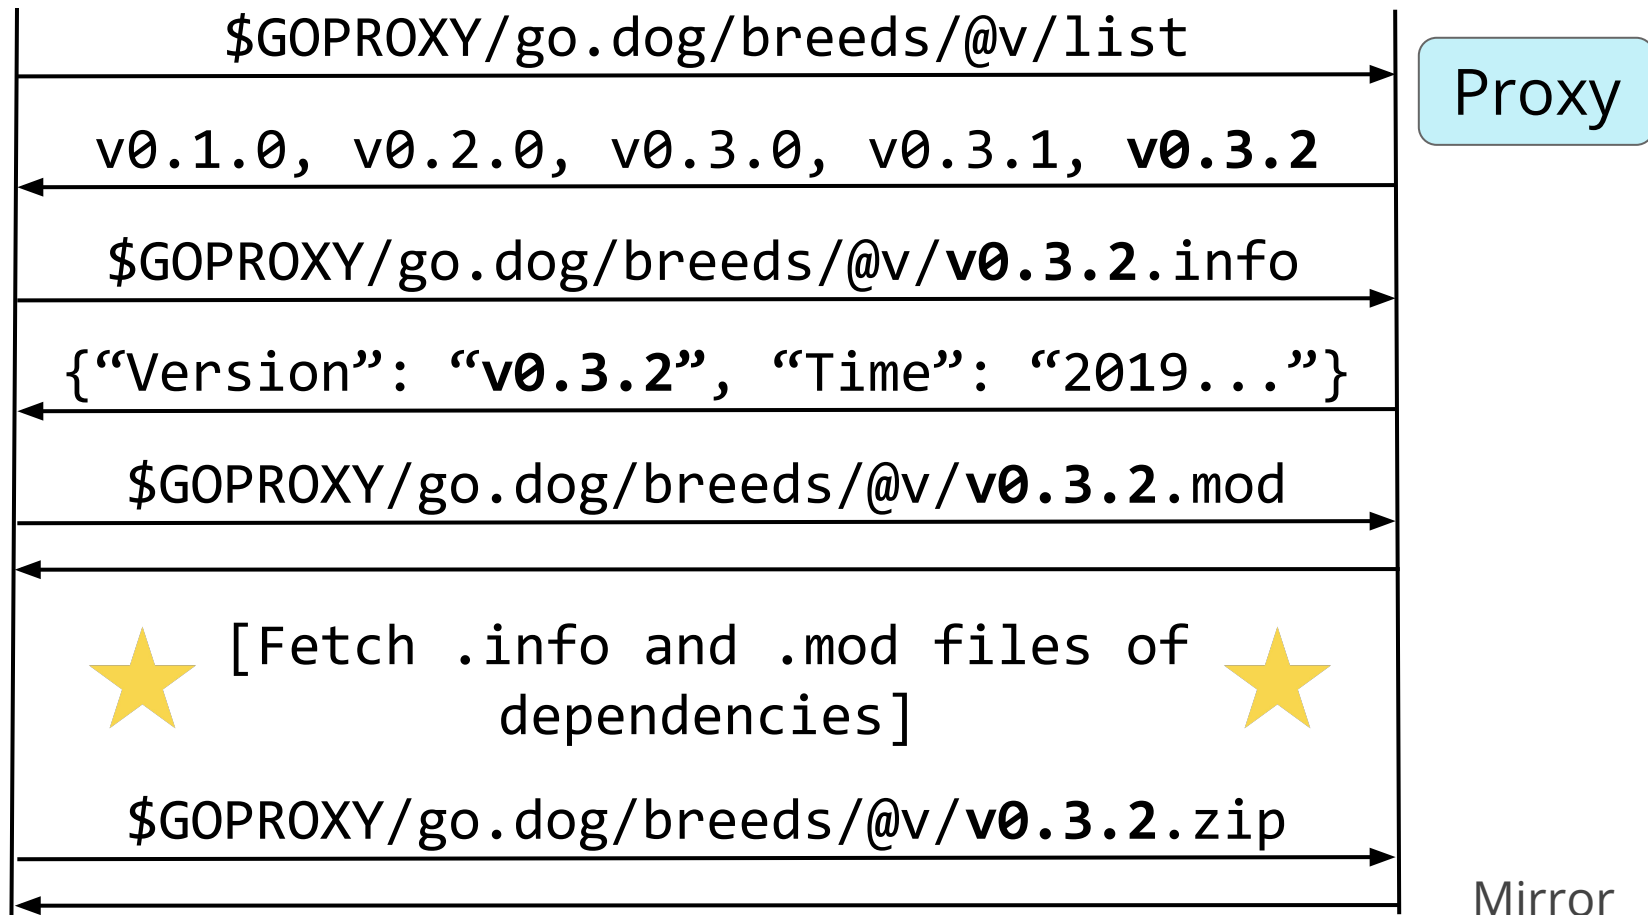 $GOPROXY/go.dog/breeds/@v/list
Proxy
v0.1.0, v0.2.0, v0.3.0, v0.3.1, v0.3.2
$GOPROXY/go.dog/breeds/@v/v0.3.2.info
{“Version”: “v0.3.2”, “Time”: “2019...”}
$GOPROXY/go.dog/breeds/@v/v0.3.2.mod
[Fetch .info and .mod files of
dependencies]
$GOPROXY/go.dog/breeds/@v/v0.3.2.zip
Mirror